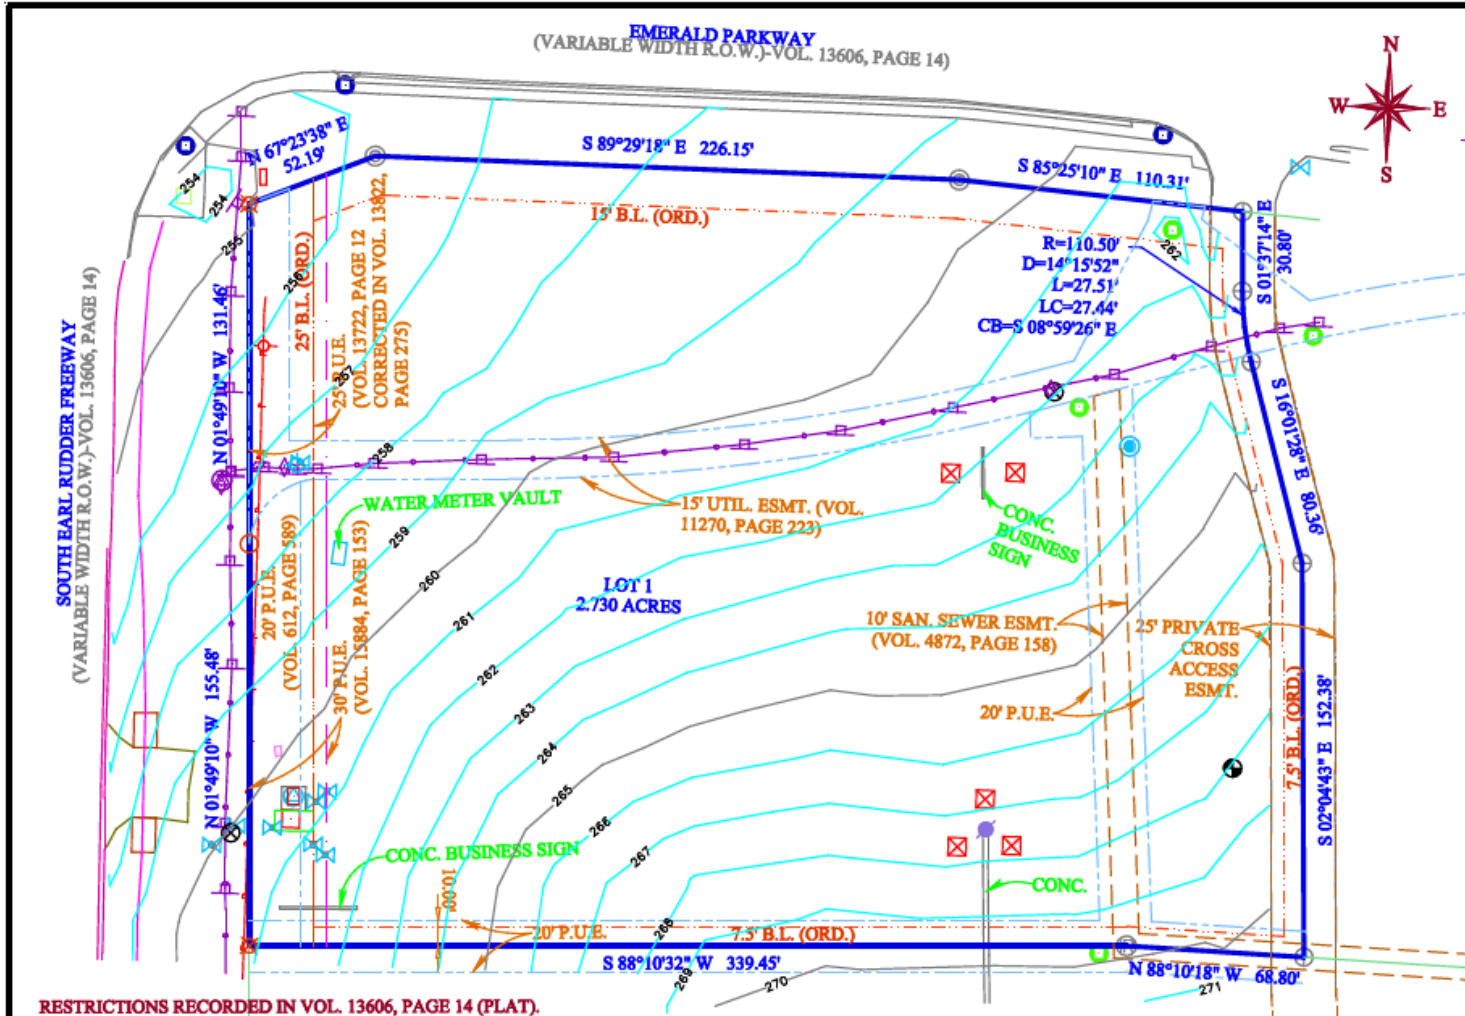 EMERALD PARKWAY
(VARIABLE WIDTH R.O.W.)-VOL. 13606, PAGE 14)
N
W
E
S
N 67°23'38" E
52.19'
S 89°29'18" E 226.15'
S 85°25'10" E 110.31'
S 01°37'14" E
30.80'
254
254
255
256
257
258
259
260
261
262
263
264
265
266
267
268
269
270
271
262
15' B.L. (ORD.)
25' B.L. (ORD.)
25' P.U.E.
(VOL. 13722, PAGE 12
CORRECTED IN VOL. 13822,
PAGE 275)
R=110.50'
D=14°15'52"
L=27.51'
LC=27.44'
CB=S 08°59'26" E
N 01°49'10" W 131.46'
SOUTH EARL RUDDER FREEWAY
(VARIABLE WIDTH R.O.W.)-VOL. 13606, PAGE 14)
S 16°01'28" E 80.36'
WATER METER VAULT
15' UTIL. ESMT. (VOL.
11270, PAGE 223)
CONC.
BUSINESS
SIGN
20' P.U.E.
(VOL. 612, PAGE 589)
30' P.U.E.
(VOL. 15884, PAGE 153)
LOT 1
2.730 ACRES
10' SAN. SEWER ESMT.
(VOL. 4872, PAGE 158)
25' PRIVATE
CROSS
ACCESS
ESMT.
20' P.U.E.
N 01°49'10" W 155.48'
7.5' B.L. (ORD.)
S 02°04'43" E 152.38'
CONC. BUSINESS SIGN
10.00'
CONC.
20' P.U.E.
7.5' B.L. (ORD.)
S 88°10'32" W 339.45'
N 88°10'18" W 68.80'
RESTRICTIONS RECORDED IN VOL. 13606, PAGE 14 (PLAT).